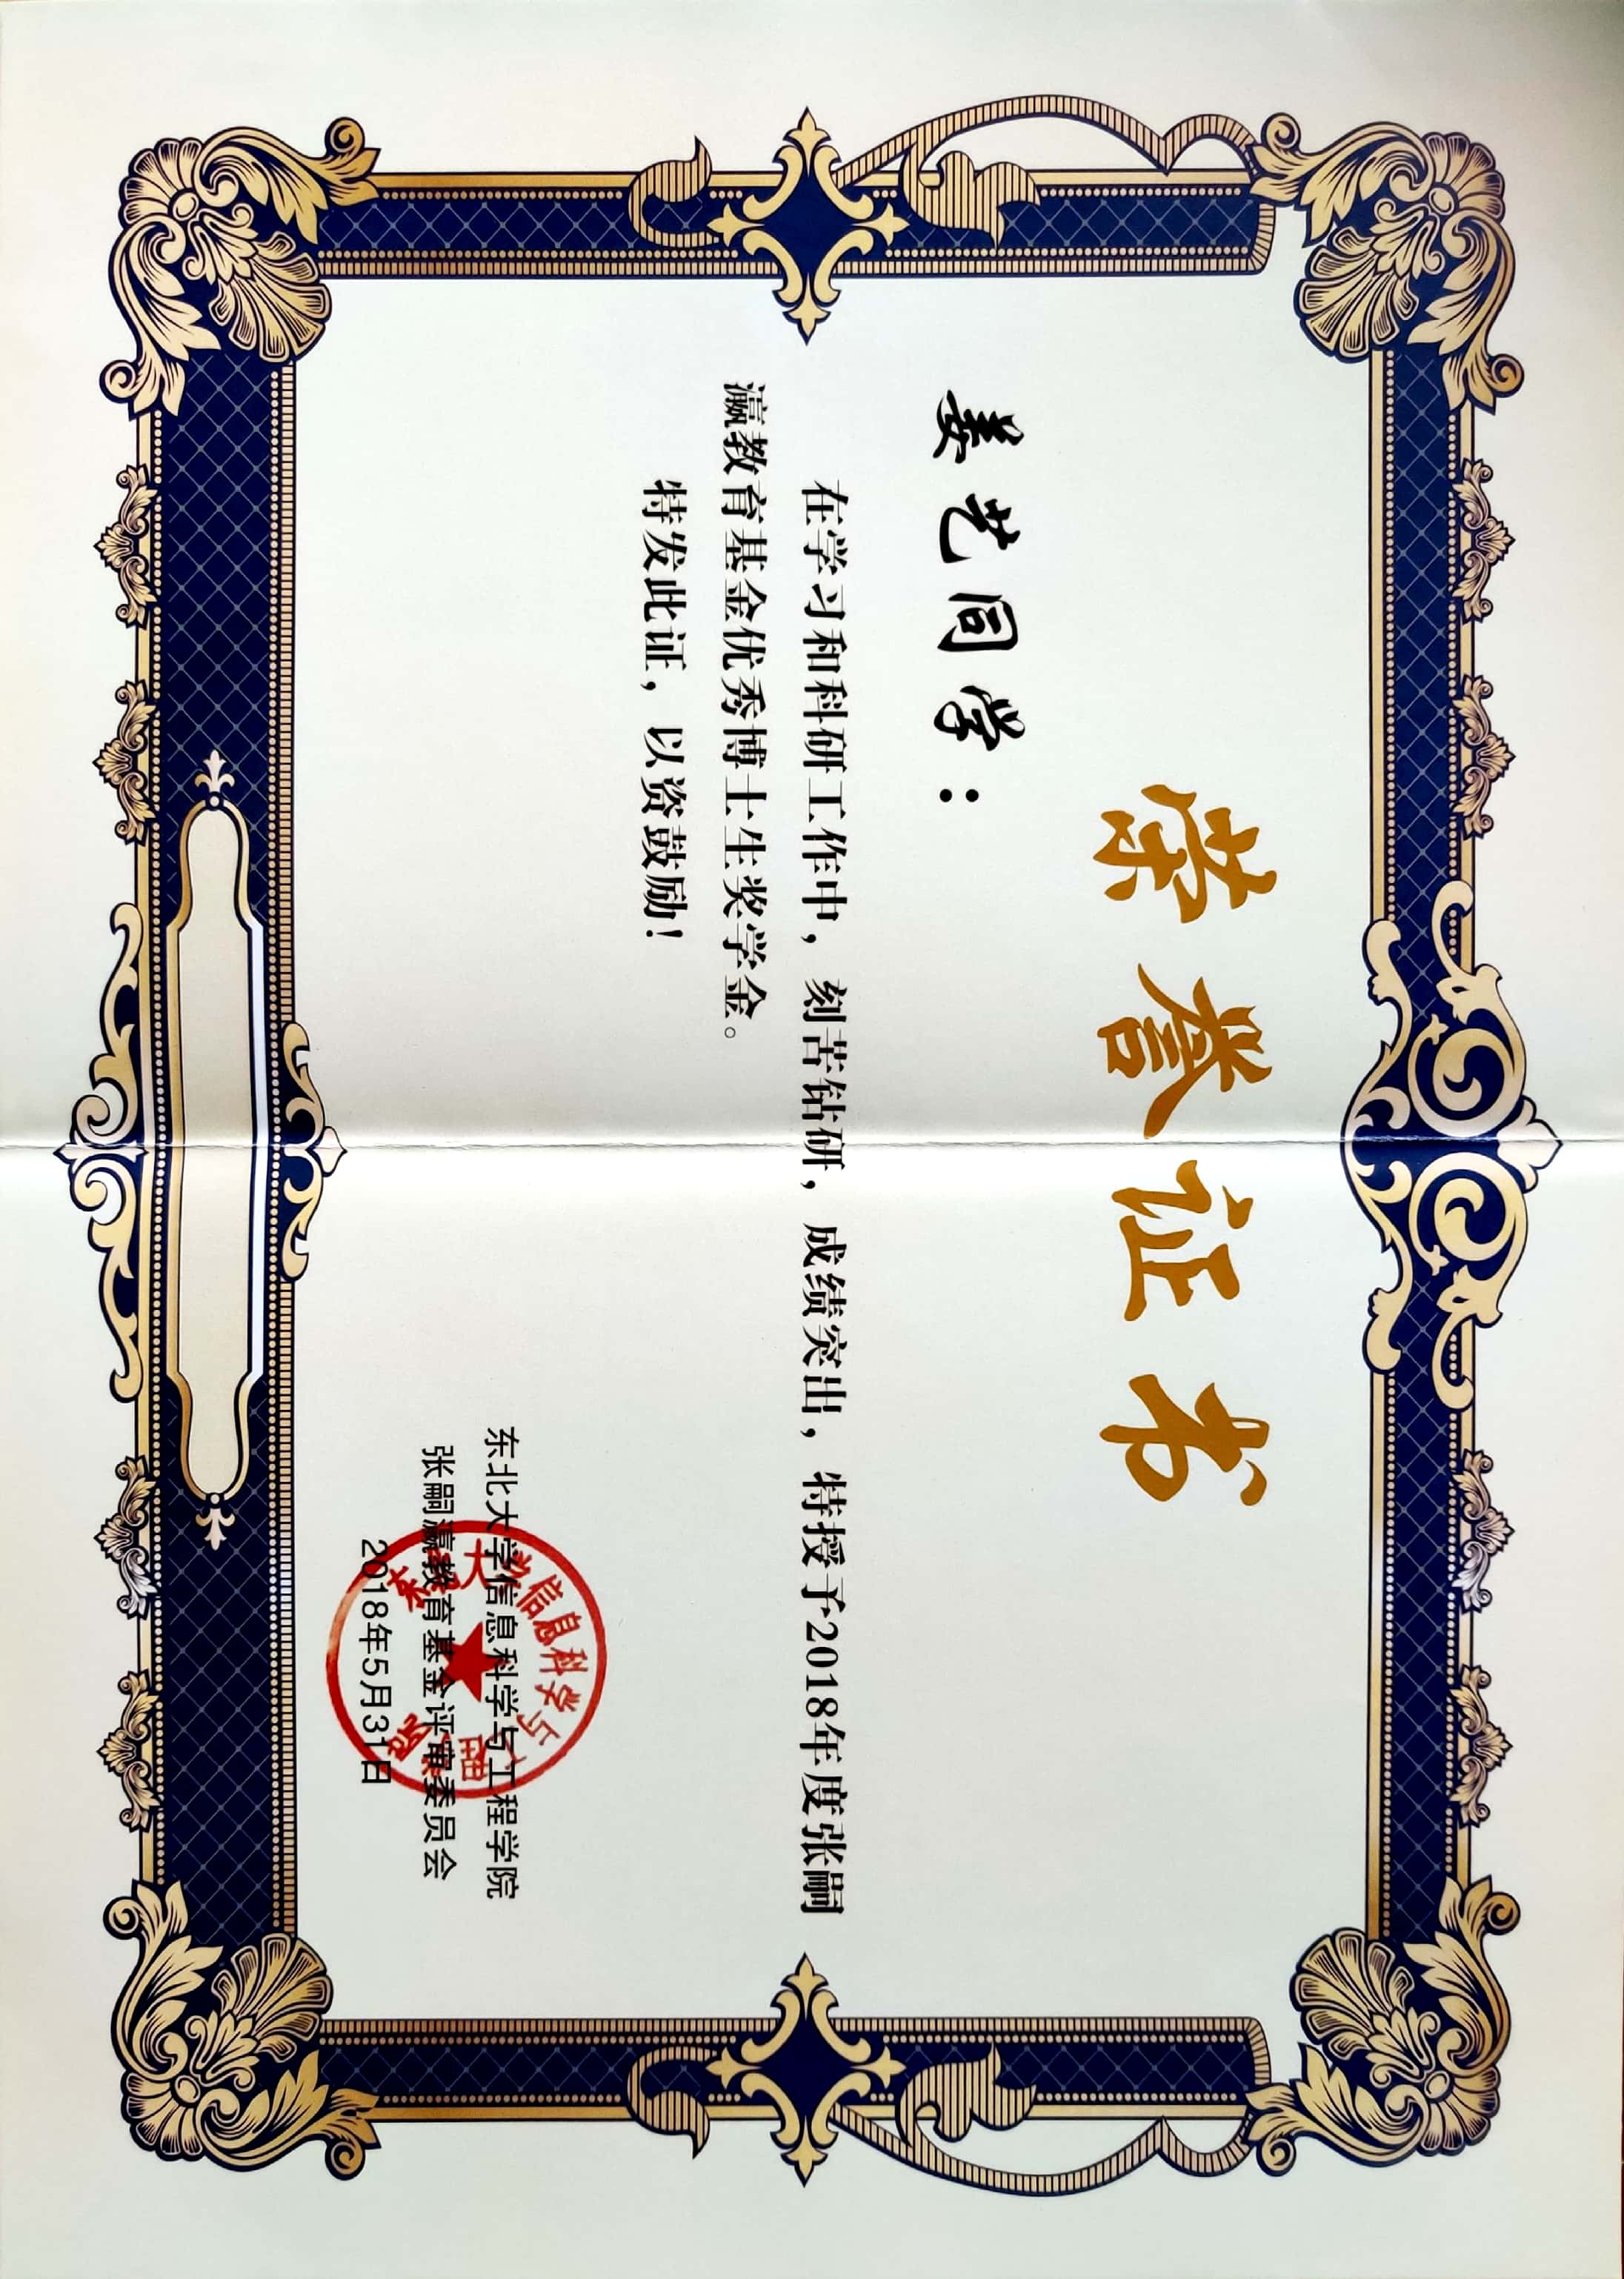 荣誉证书
姜艺同学：
在学习和科研工作中，刻苦钻研，成绩突出，特授予2018年度张嗣
瀛教育基金优秀博士生奖学金。
特发此证，以资鼓励！
东北大学信息科学与工程学院
张嗣瀛教育基金评审委员会
2018年5月31日
东北大学信息科学与工程学院